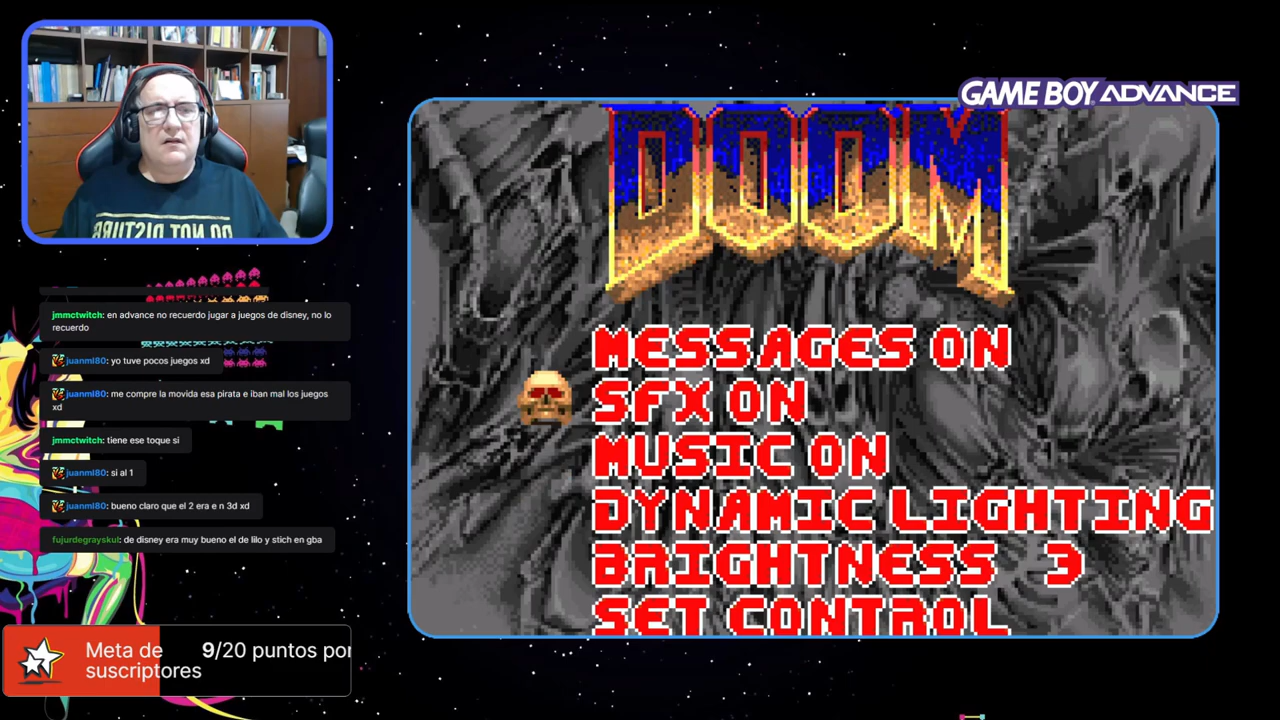 DO NOT DISTURB
GAME BOY ADVANCE
DOOM
MESSAGES ON
SFX ON
MUSIC ON
DYNAMIC LIGHTING
BRIGHTNESS 3
SET CONTROL
jmmctwitch: en advance no recuerdo jugar a juegos de disney, no lo
recuerdo
juanml80: yo tuve pocos juegos xd
juanml80: me compre la movida esa pirata e iban mal los juegos
xd
jmmctwitch: tiene ese toque si
juanml80: si al 1
juanml80: bueno claro que el 2 era e n 3d xd
fujurdegrayskul: de disney era muy bueno el de lilo y stich en gba
Meta de
suscriptores
9/20 puntos por